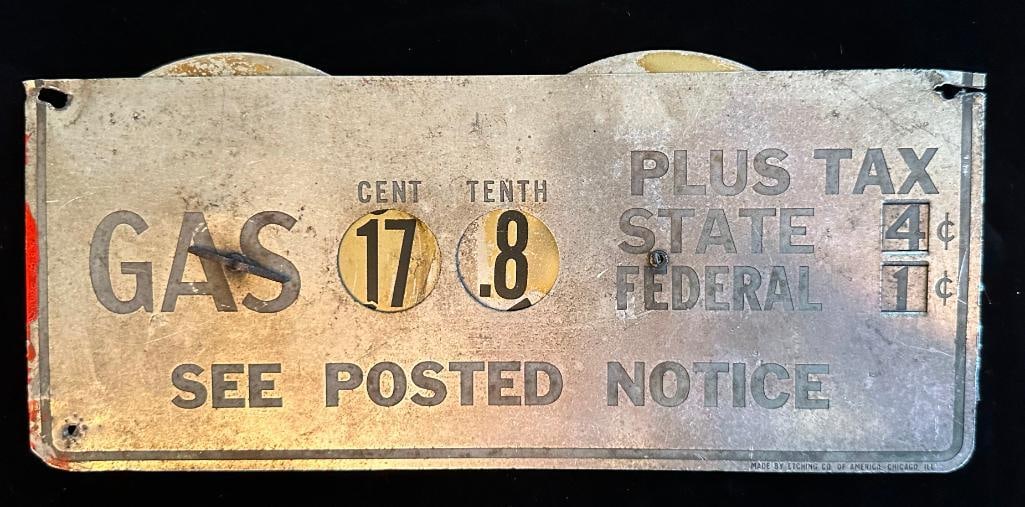 CENT TENTH
GAS 17 .8
PLUS TAX
STATE 4¢
FEDERAL 1¢
SEE POSTED NOTICE
MADE BY ETCHING CO. OF AMERICA-CHICAGO, ILL.